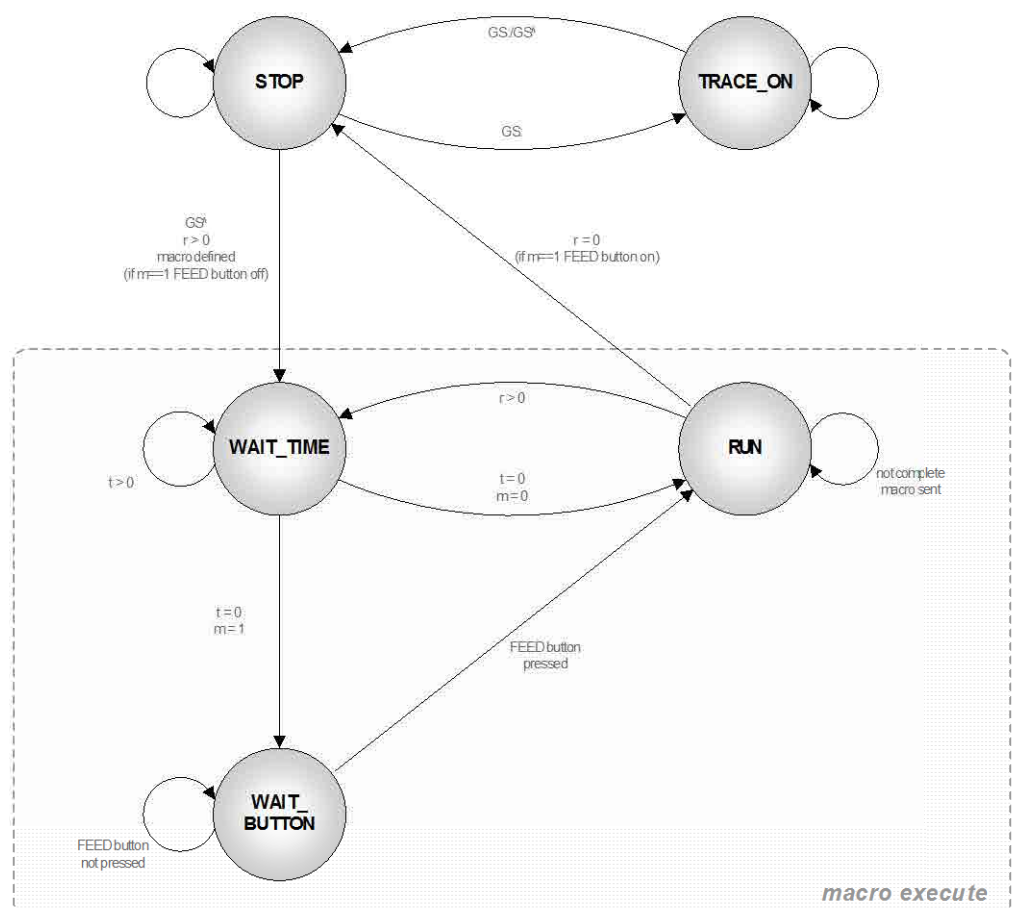 GS:/GS^
STOP
TRACE_ON
GS:
GS^
r > 0
macro defined
(if m==1 FEED button off)
r = 0
(if m==1 FEED button on)
r > 0
WAIT_TIME
RUN
t > 0
t = 0
m = 0
not complete
macro sent
t = 0
m = 1
FEED button
pressed
WAIT_
BUTTON
FEED button
not pressed
macro execute